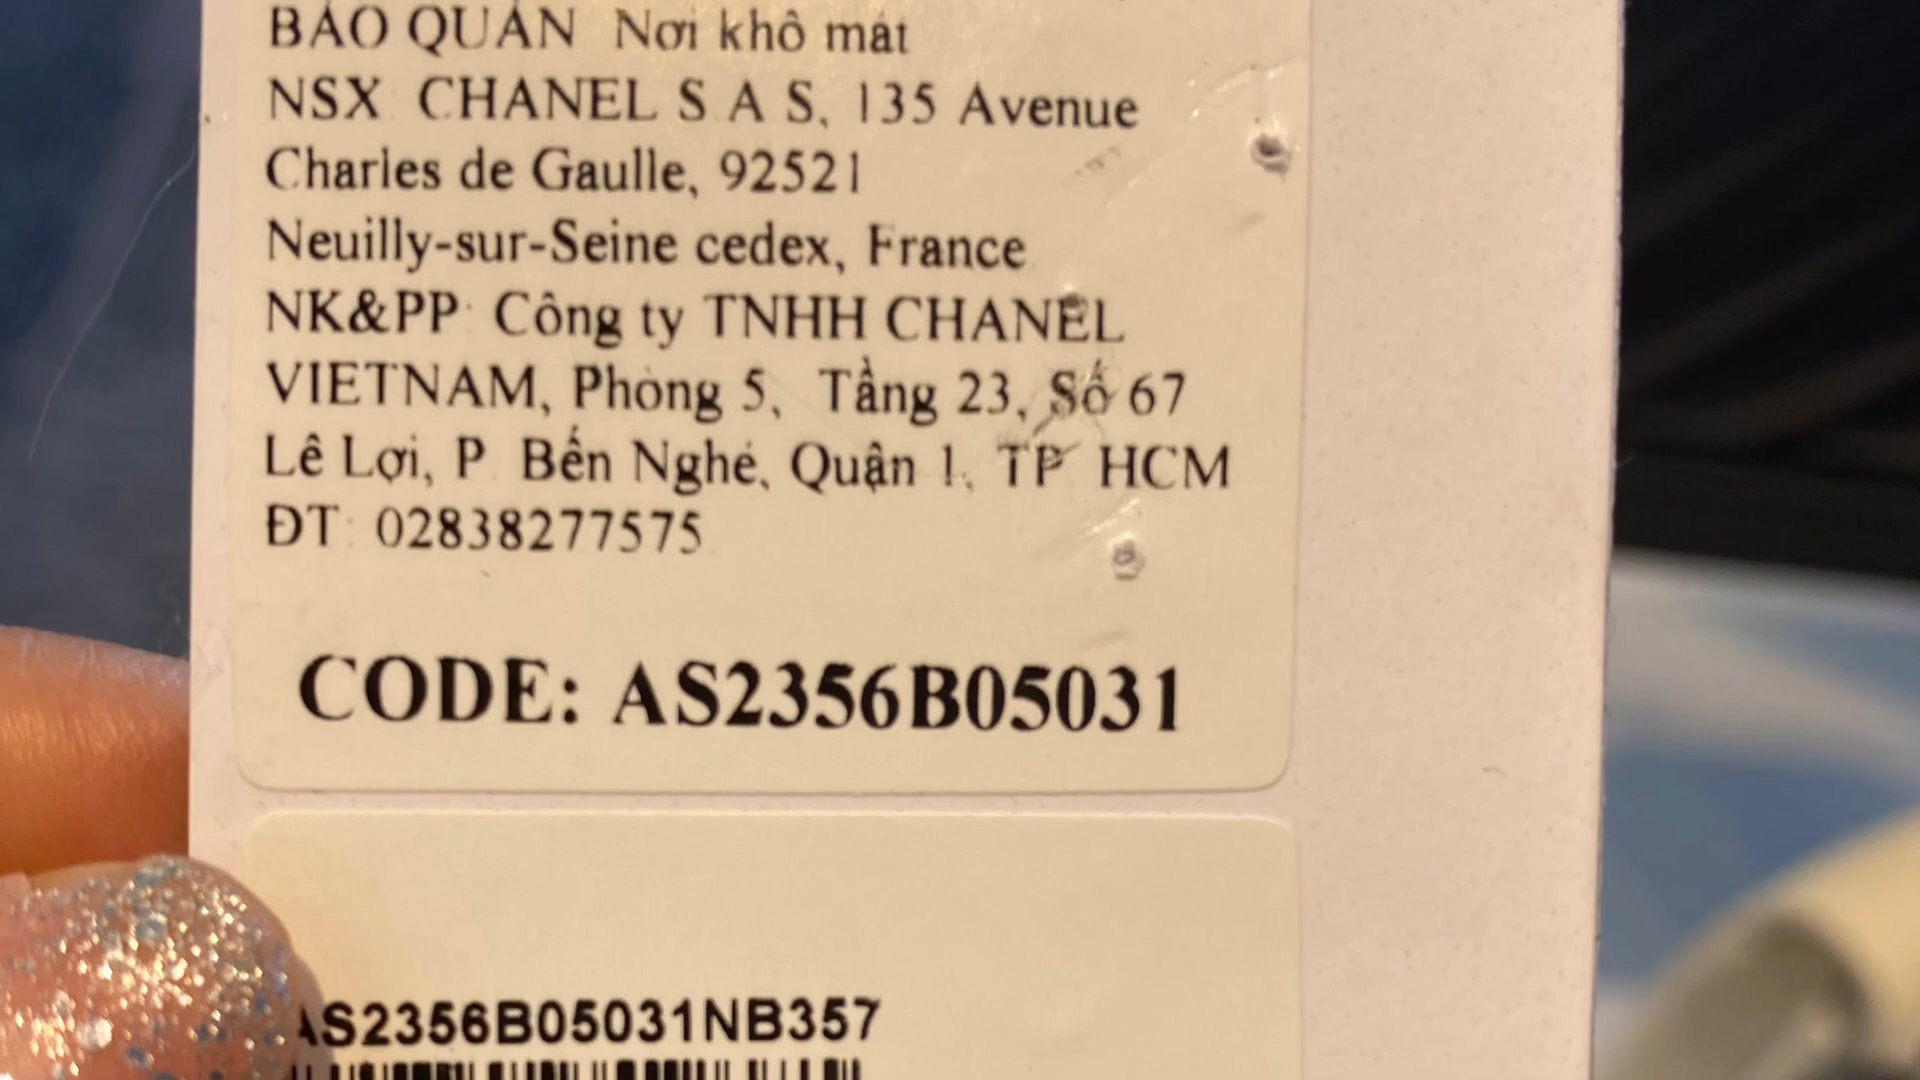 BẢO QUẢN Nơi khô mát
NSX: CHANEL S.A.S, 135 Avenue
Charles de Gaulle, 92521
Neuilly-sur-Seine cedex, France
NK&PP: Công ty TNHH CHANEL
VIETNAM, Phòng 5, Tầng 23, Số 67
Lê Lợi, P. Bến Nghé, Quận 1, TP HCM
ĐT: 02838277575
CODE: AS2356B05031
AS2356B05031NB357